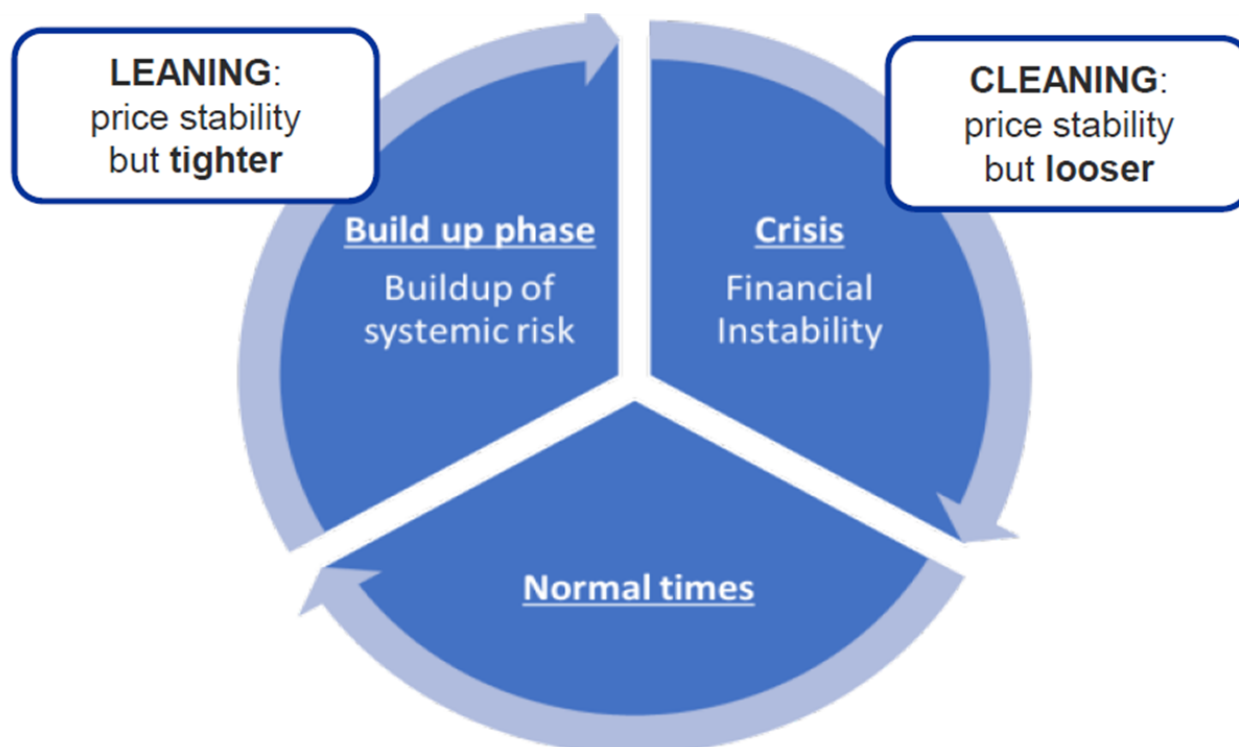 LEANING:
price stability
but tighter
CLEANING:
price stability
but looser
Build up phase
Buildup of
systemic risk
Crisis
Financial
Instability
Normal times